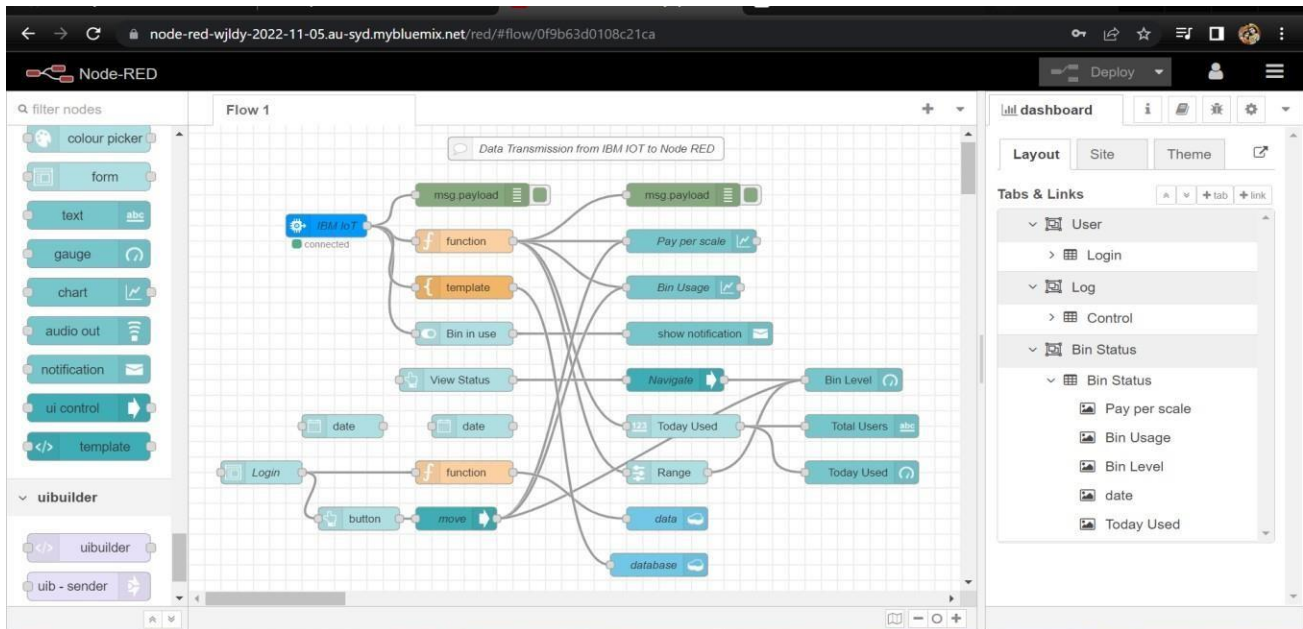 node-red-wjldy-2022-11-05.au-syd.mybluemix.net/red/#flow/0f9b63d0108c21ca
Node-RED
Deploy
filter nodes
colour picker
form
text
abc
gauge
chart
audio out
notification
ui control
template
uibuilder
uibuilder
uib - sender
Flow 1
Data Transmission from IBM IOT to Node RED
msg.payload
msg.payload
IBM IoT
connected
function
Pay per scale
template
Bin Usage
Bin in use
show notification
View Status
Navigate
Bin Level
date
date
123
Today Used
Total Users
abc
Login
function
Range
Today Used
button
move
data
database
dashboard
i
Layout
Site
Theme
Tabs & Links
+ tab
+ link
User
Login
Log
Control
Bin Status
Bin Status
Pay per scale
Bin Usage
Bin Level
date
Today Used